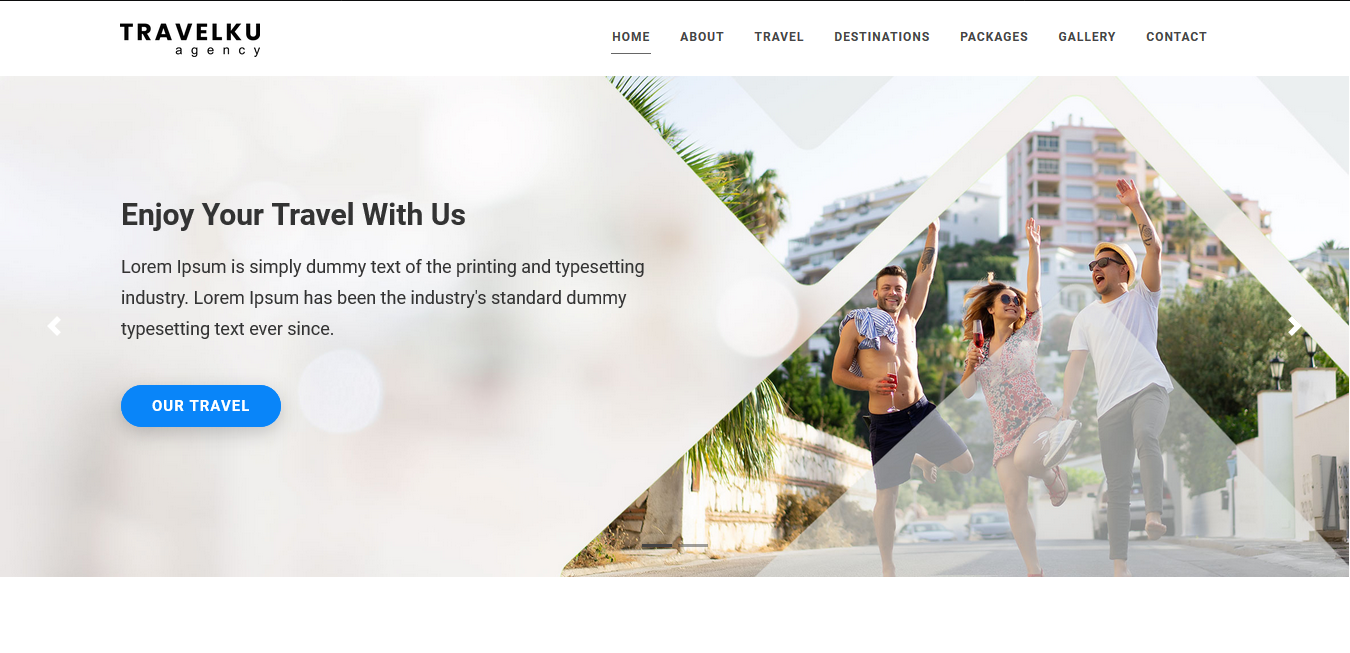 TRAVELKU
agency
HOME ABOUT TRAVEL DESTINATIONS PACKAGES GALLERY CONTACT
Enjoy Your Travel With Us
Lorem Ipsum is simply dummy text of the printing and typesetting
industry. Lorem Ipsum has been the industry's standard dummy
typesetting text ever since.
OUR TRAVEL